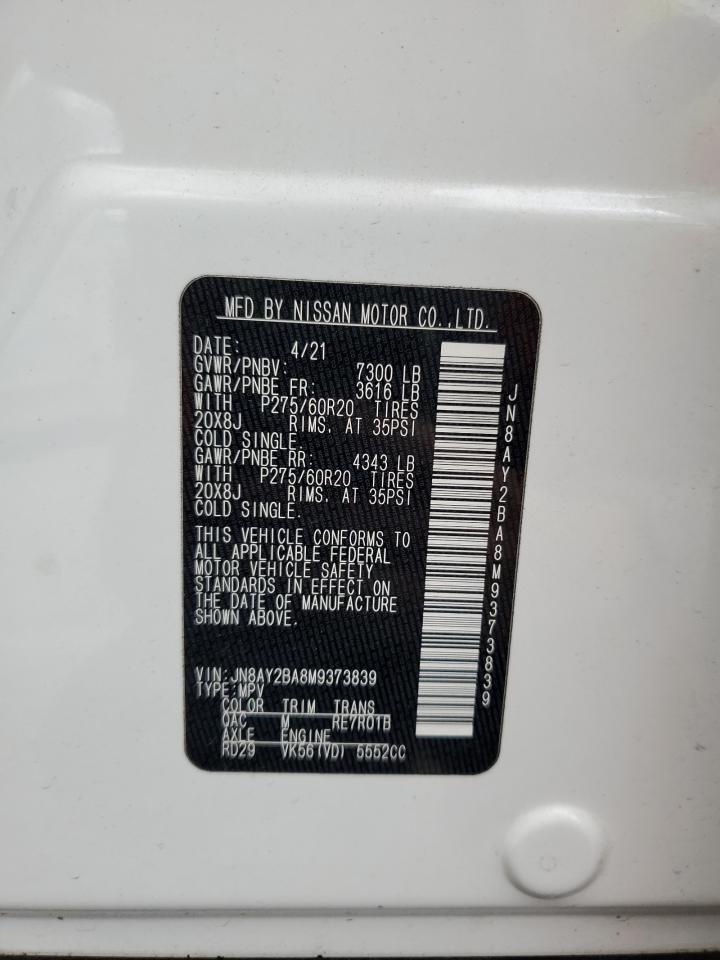 MFD BY NISSAN MOTOR CO.,LTD.
DATE: 4/21
GVWR/PNBV: 7300 LB
GAWR/PNBE FR: 3616 LB
WITH P275/60R20 TIRES
20X8J RIMS. AT 35PSI
COLD SINGLE.
GAWR/PNBE RR: 4343 LB
WITH P275/60R20 TIRES
20X8J RIMS. AT 35PSI
COLD SINGLE.
THIS VEHICLE CONFORMS TO
ALL APPLICABLE FEDERAL
MOTOR VEHICLE SAFETY
STANDARDS IN EFFECT ON
THE DATE OF MANUFACTURE
SHOWN ABOVE.
VIN:JN8AY2BA8M9373839
TYPE:MPV
COLOR TRIM TRANS
QAC M RE7R01B
AXLE ENGINE
RD29 VK56(VD) 5552CC
JN8AY2BA8M9373839